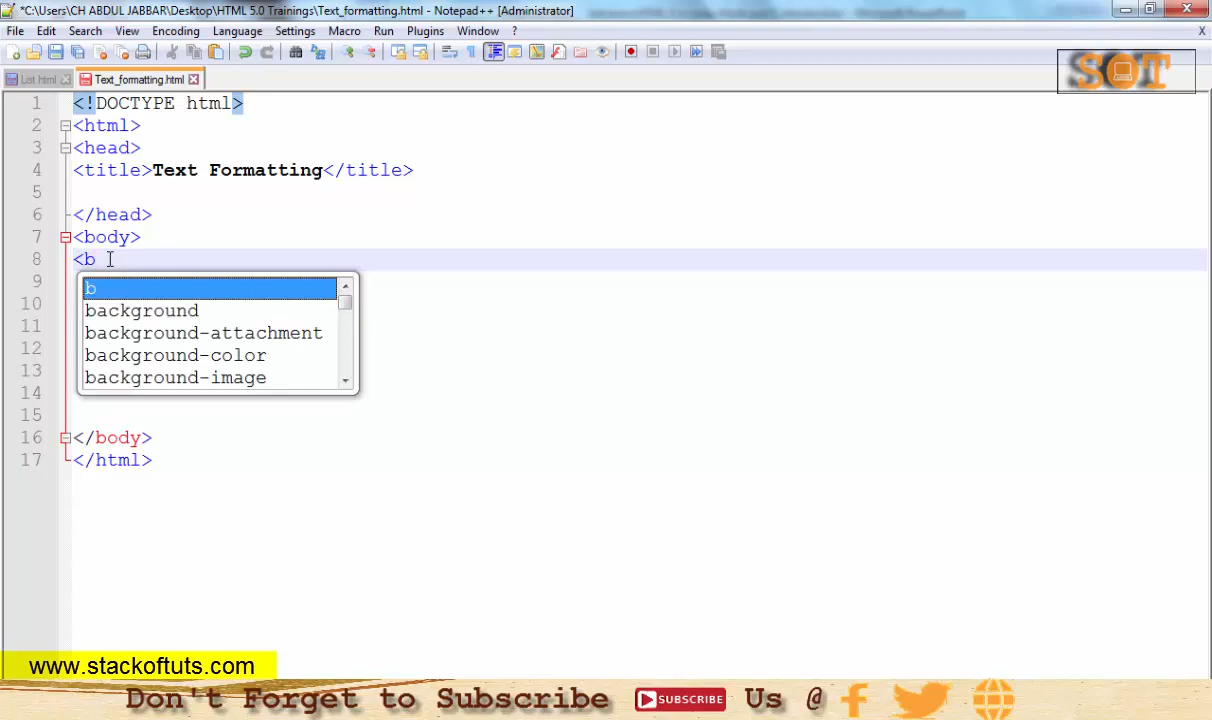 *C:\Users\CH ABDUL JABBAR\Desktop\HTML 5.0 Trainings\Text_formatting.html - Notepad++ [Administrator]
File Edit Search View Encoding Language Settings Macro Run Plugins Window ? X
List html Text_formatting.html
SOT
1 <!DOCTYPE html>
2 <html>
3 <head>
4 <title>Text Formatting</title>
5
6 </head>
7 <body>
8 <b
9 b
10 background
11 background-attachment
12 background-color
13 background-image
14
15
16 </body>
17 </html>
www.stackoftuts.com
Don't Forget to Subscribe SUBSCRIBE Us @